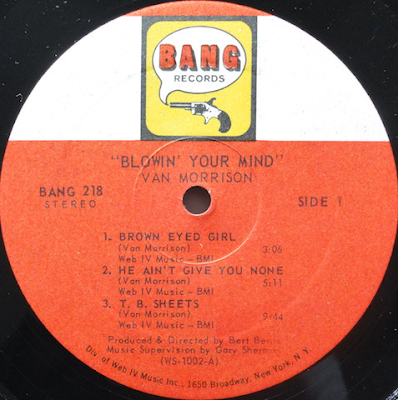 BANG
RECORDS
"BLOWIN' YOUR MIND"
VAN MORRISON
BANG 218
STEREO
SIDE 1
1. BROWN EYED GIRL
(Van Morrison) 3:06
Web IV Music – BMI
2. HE AIN'T GIVE YOU NONE
(Van Morrison) 5:11
Web IV Music – BMI
3. T. B. SHEETS
(Van Morrison) 9:44
Web IV Music – BMI
Produced & Directed by Bert
Music Supervision by Gary
(WS-1002-A)
Div. of Web IV Music Inc., 1650 Broadway, New York, N.Y.